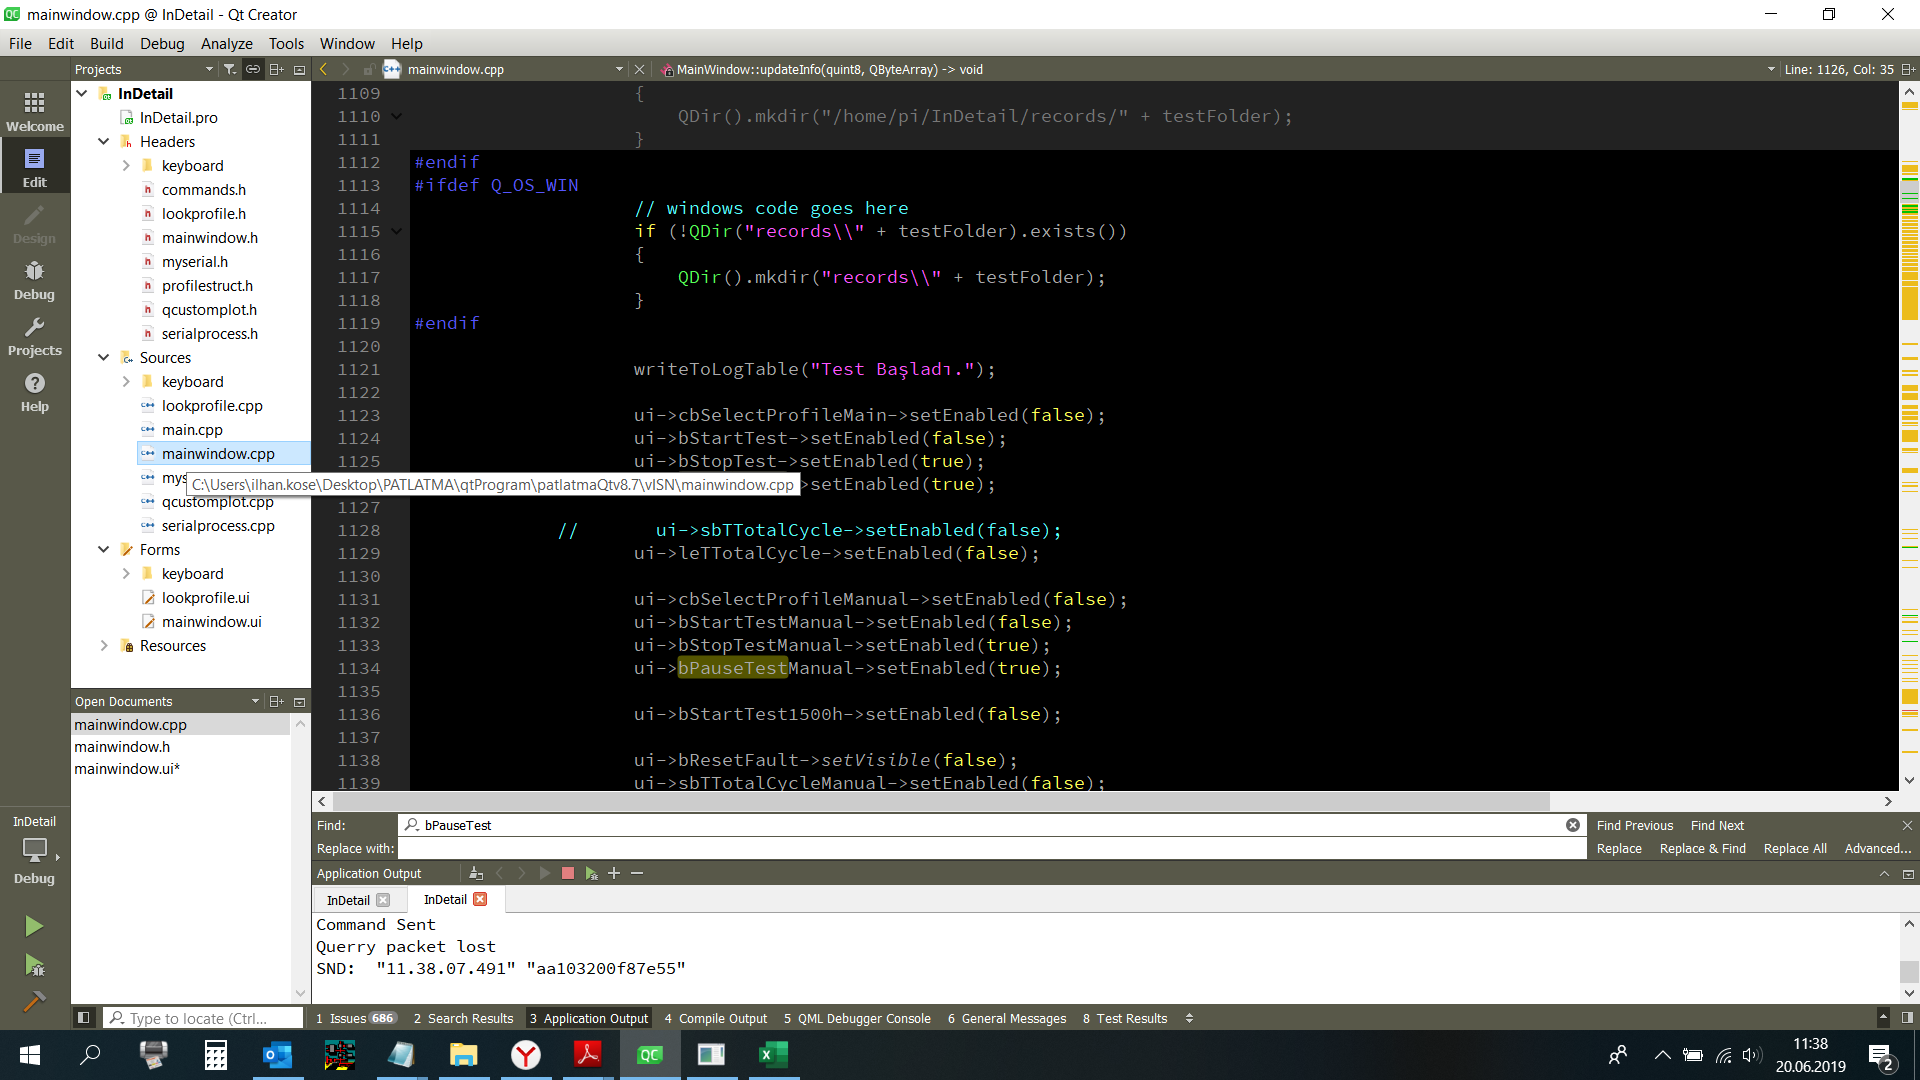 mainwindow.cpp @ InDetail - Qt Creator
File Edit Build Debug Analyze Tools Window Help
Projects
mainwindow.cpp
MainWindow::updateInfo(quint8, QByteArray) -> void
Line: 1126, Col: 35
Welcome
Edit
Design
Debug
Projects
Help
InDetail
Debug
InDetail
InDetail.pro
Headers
keyboard
commands.h
lookprofile.h
mainwindow.h
myserial.h
profilestruct.h
qcustomplot.h
serialprocess.h
Sources
keyboard
lookprofile.cpp
main.cpp
mainwindow.cpp
mys
C:\Users\ilhan.kose\Desktop\PATLATMA\qtProgram\patlatmaQtv8.7\vISN\mainwindow.cpp
qcustomplot.cpp
serialprocess.cpp
Forms
keyboard
lookprofile.ui
mainwindow.ui
Resources
Open Documents
mainwindow.cpp
mainwindow.h
mainwindow.ui*
1109 {
1110 QDir().mkdir("/home/pi/InDetail/records/" + testFolder);
1111 }
1112 #endif
1113 #ifdef Q_OS_WIN
1114 // windows code goes here
1115 if (!QDir("records\\" + testFolder).exists())
1116 {
1117 QDir().mkdir("records\\" + testFolder);
1118 }
1119 #endif
1120
1121 writeToLogTable("Test Başladı.");
1122
1123 ui->cbSelectProfileMain->setEnabled(false);
1124 ui->bStartTest->setEnabled(false);
1125 ui->bStopTest->setEnabled(true);
>setEnabled(true);
1127
1128 // ui->sbTTotalCycle->setEnabled(false);
1129 ui->leTTotalCycle->setEnabled(false);
1130
1131 ui->cbSelectProfileManual->setEnabled(false);
1132 ui->bStartTestManual->setEnabled(false);
1133 ui->bStopTestManual->setEnabled(true);
1134 ui->bPauseTestManual->setEnabled(true);
1135
1136 ui->bStartTest1500h->setEnabled(false);
1137
1138 ui->bResetFault->setVisible(false);
1139 ui->sbTTotalCycleManual->setEnabled(false);
Find: bPauseTest Find Previous Find Next
Replace with: Replace Replace & Find Replace All Advanced...
Application Output
InDetail InDetail
Command Sent
Querry packet lost
SND: "11.38.07.491" "aa103200f87e55"
Type to locate (Ctrl... 1 Issues 686 2 Search Results 3 Application Output 4 Compile Output 5 QML Debugger Console 6 General Messages 8 Test Results
11:38
20.06.2019
2